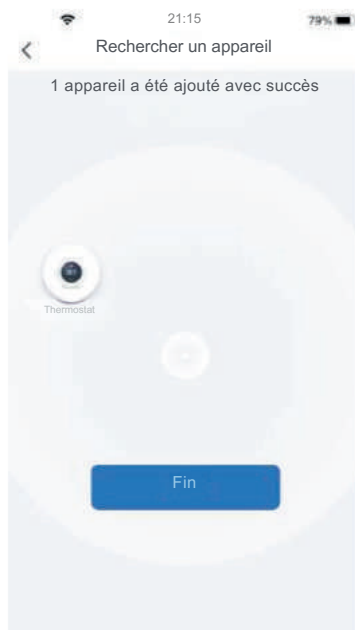 21:15
79%
Rechercher un appareil
1 appareil a été ajouté avec succès
Thermostat
Fin